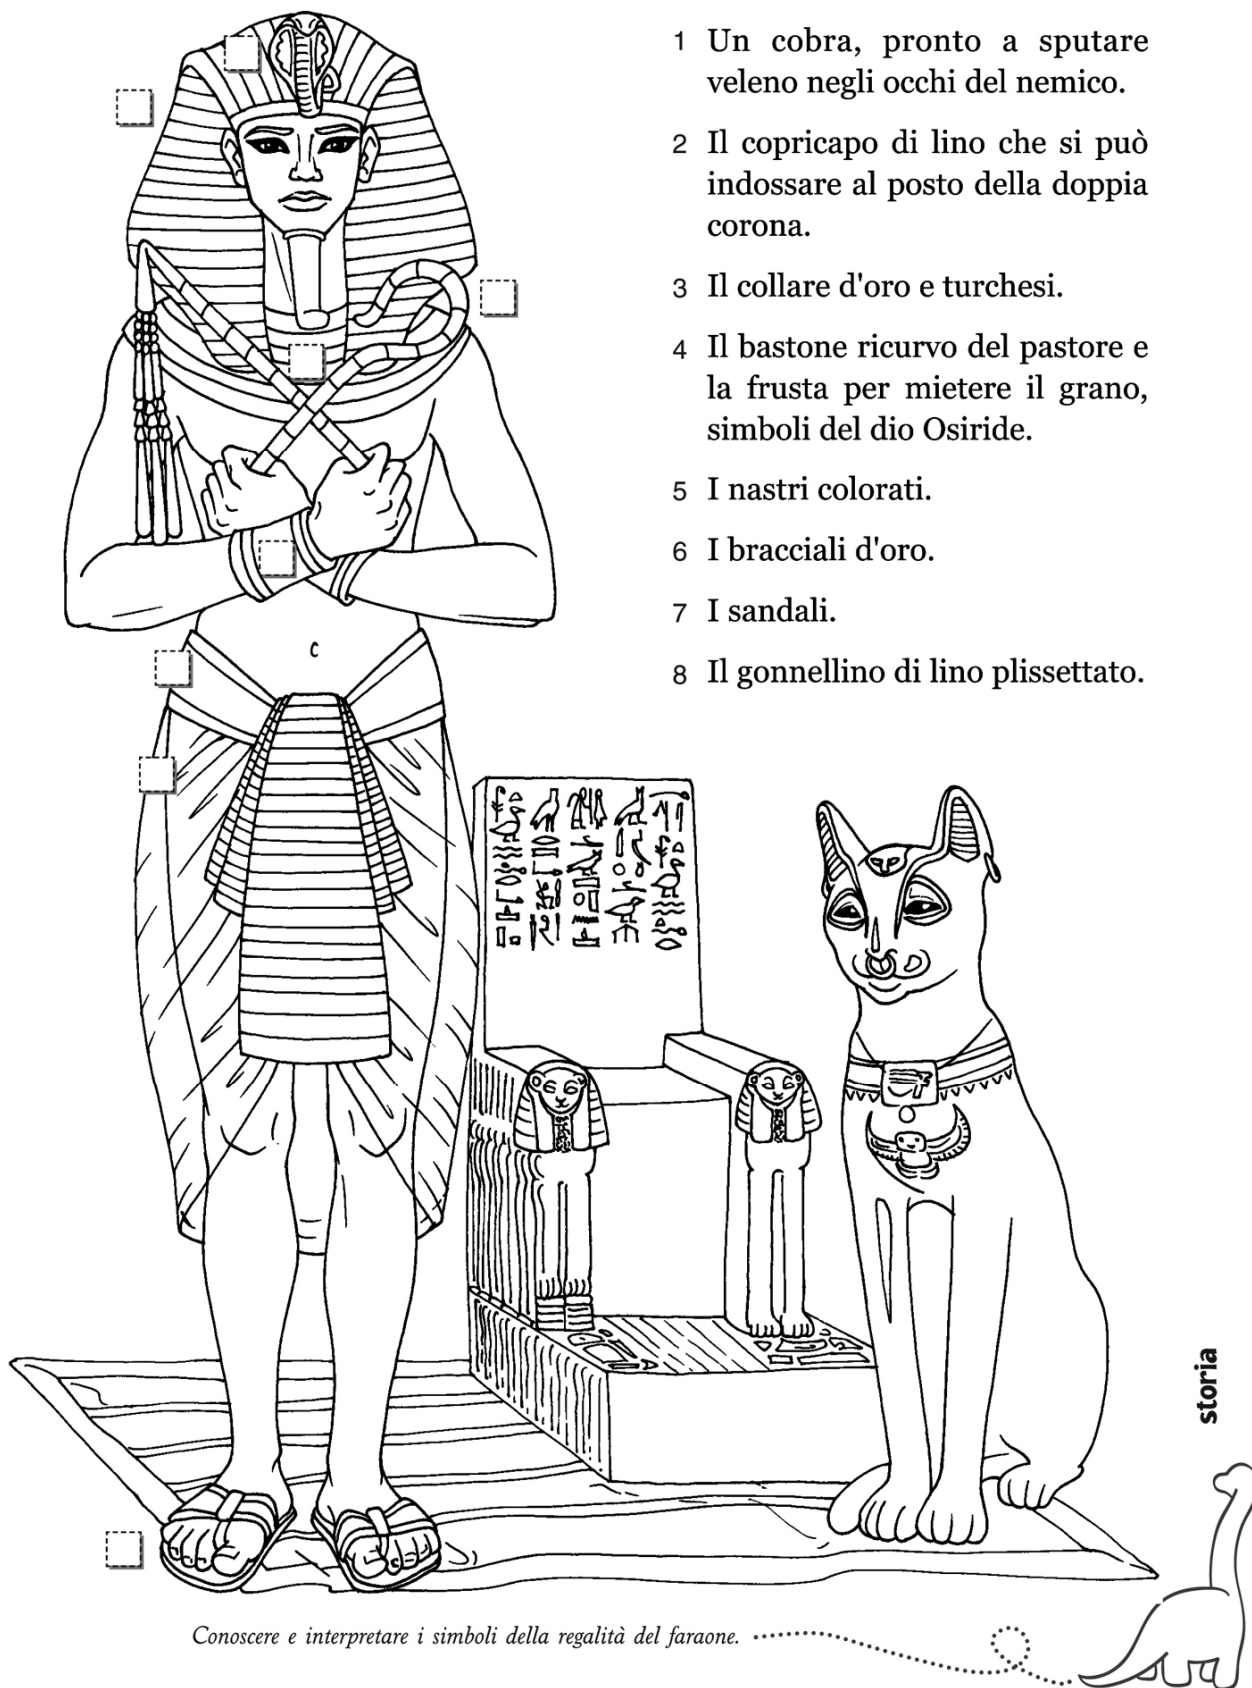 1 Un cobra, pronto a sputare
veleno negli occhi del nemico.
2 Il copricapo di lino che si può
indossare al posto della doppia
corona.
3 Il collare d'oro e turchesi.
4 Il bastone ricurvo del pastore e
la frusta per mietere il grano,
simboli del dio Osiride.
5 I nastri colorati.
6 I bracciali d'oro.
7 I sandali.
8 Il gonnellino di lino plissettato.
storia
Conoscere e interpretare i simboli della regalità del faraone.